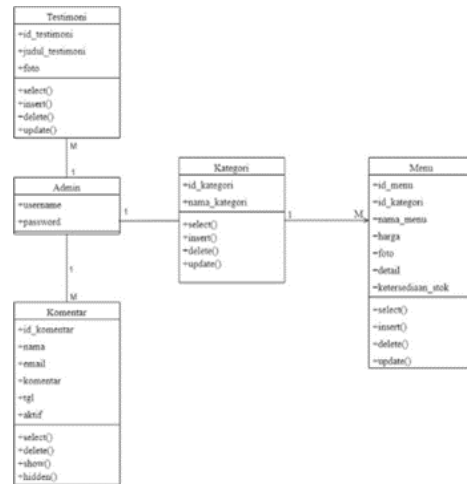 Testimoni
+id_testimoni
+judul_testimoni
+foto
+select()
+insert()
+delete()
+update()
M
1
Admin
+username
+password
1
1
M
Kategori
+id_kategori
+nama_kategori
+select()
+insert()
+delete()
+update()
1
M
Menu
+id_menu
+id_kategori
+nama_menu
+harga
+foto
+detail
+ketersediaan_stok
+select()
+insert()
+delete()
+update()
Komentar
+id_komentar
+nama
+email
+komentar
+tgl
+aktif
+select()
+delete()
+show()
+hidden()